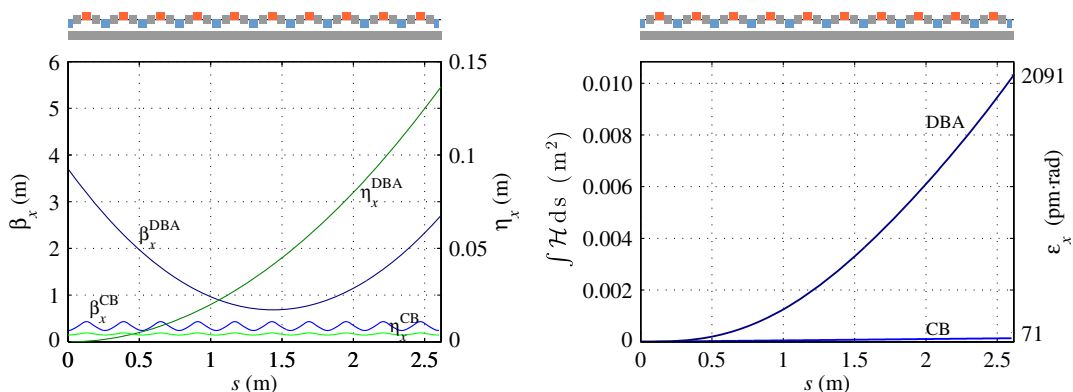 6
5
4
3
2
1
0
β_x (m)
0.15
0.1
0.05
0
η_x (m)
β_x^DBA
η_x^DBA
β_x^CB
η_x^CB
0 0.5 1 1.5 2 2.5
s (m)
0.010
0.008
0.006
0.004
0.002
0
∫ ℋ ds (m²)
DBA
CB
2091
71
ε_x (pm·rad)
0 0.5 1 1.5 2 2.5
s (m)